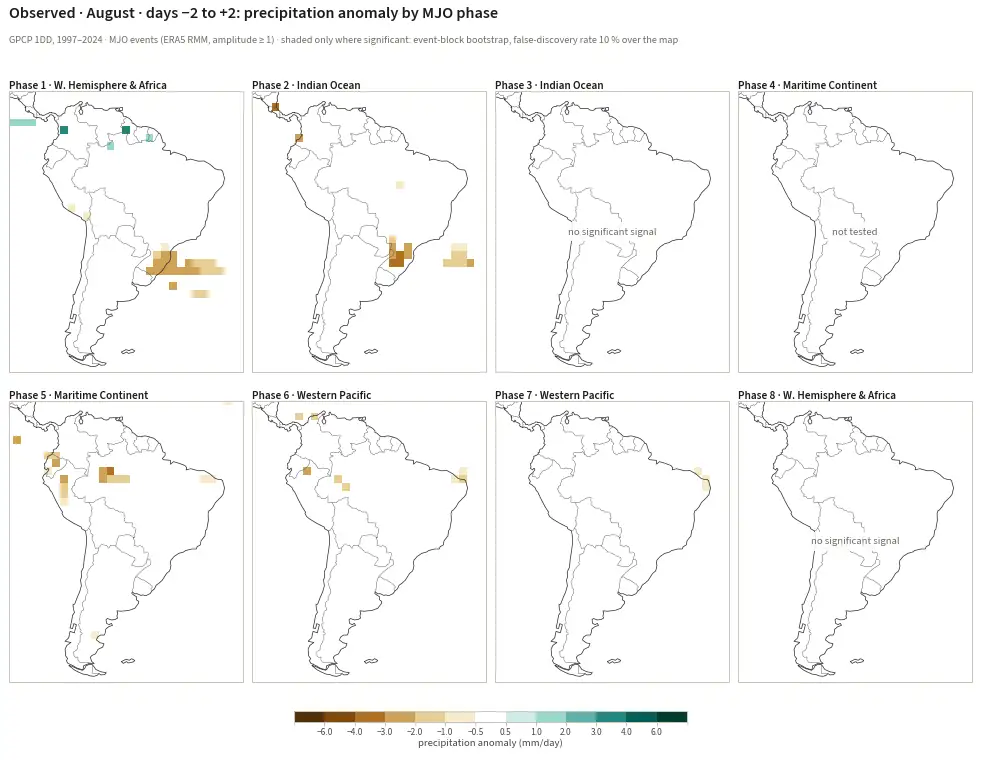 Observed · August · days −2 to +2: precipitation anomaly by MJO phase
GPCP 1DD, 1997–2024 · MJO events (ERA5 RMM, amplitude ≥ 1) · shaded only where significant: event-block bootstrap, false-discovery rate 10 % over the map
Phase 1 · W. Hemisphere & Africa
Phase 2 · Indian Ocean
Phase 3 · Indian Ocean
Phase 4 · Maritime Continent
no significant signal
not tested
Phase 5 · Maritime Continent
Phase 6 · Western Pacific
Phase 7 · Western Pacific
Phase 8 · W. Hemisphere & Africa
no significant signal
−6.0 −4.0 −3.0 −2.0 −1.0 −0.5 0.5 1.0 2.0 3.0 4.0 6.0
precipitation anomaly (mm/day)